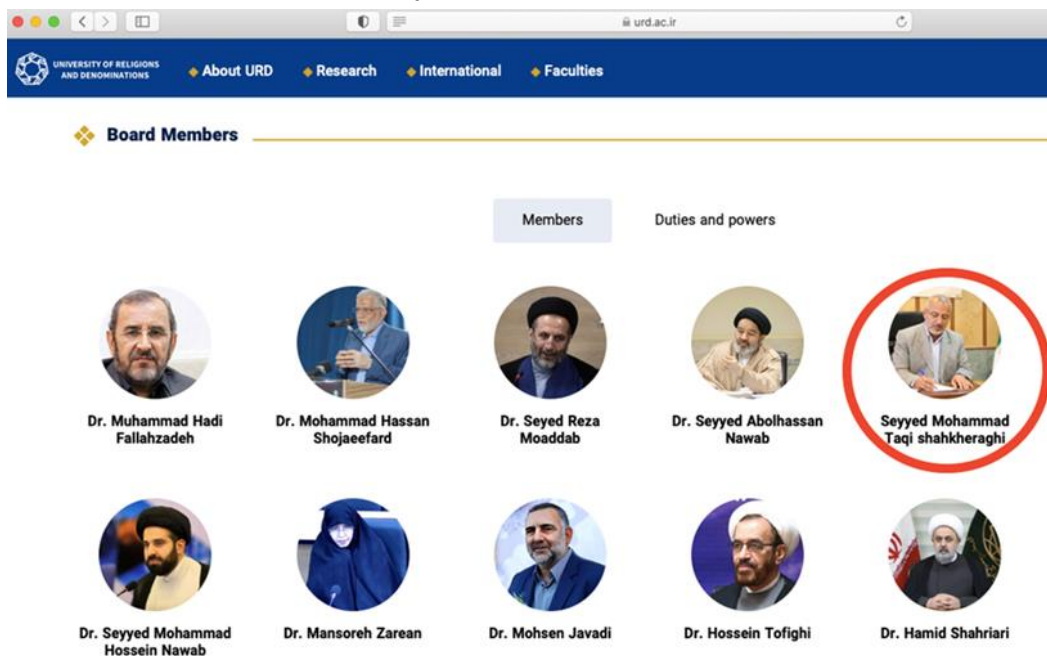 urd.ac.ir
UNIVERSITY OF RELIGIONS
AND DENOMINATIONS
About URD
Research
International
Faculties
Board Members
Members
Duties and powers
Dr. Muhammad Hadi
Fallahzadeh
Dr. Mohammad Hassan
Shojaeefard
Dr. Seyed Reza
Moaddab
Dr. Seyyed Abolhassan
Nawab
Seyyed Mohammad
Taqi shahkheraghi
Dr. Seyyed Mohammad
Hossein Nawab
Dr. Mansoreh Zarean
Dr. Mohsen Javadi
Dr. Hossein Tofighi
Dr. Hamid Shahriari